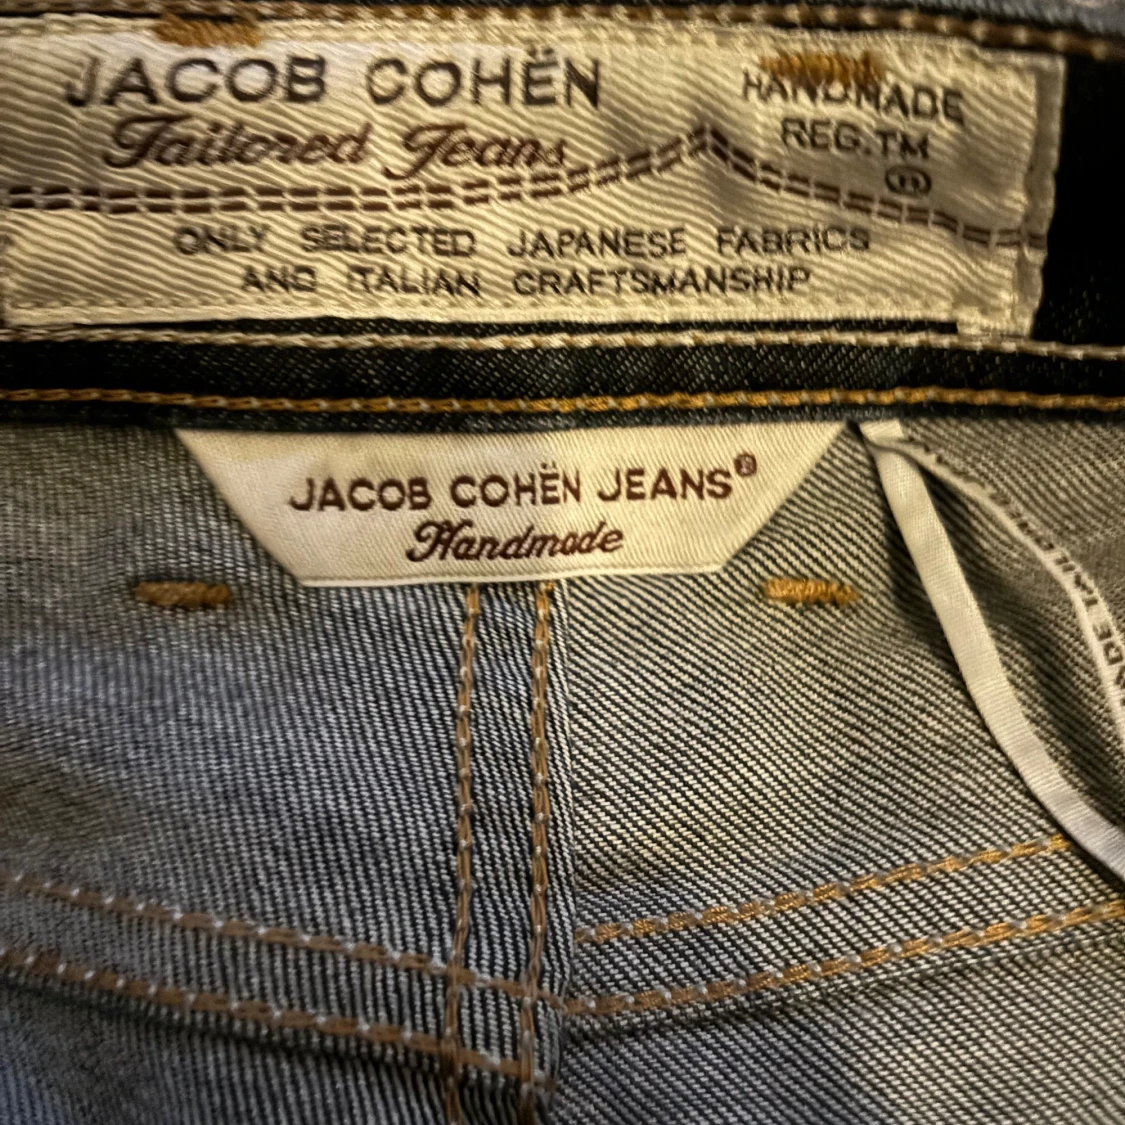 JACOB COHËN
Tailored Jeans
HANDMADE
REG.TM
ONLY SELECTED JAPANESE FABRICS
AND ITALIAN CRAFTSMANSHIP
JACOB COHËN JEANS®
Handmade